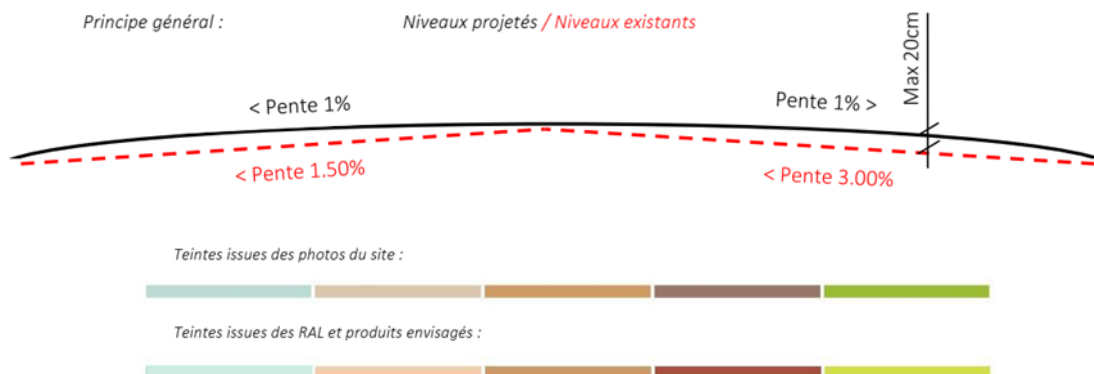 Principe général :
Niveaux projetés / Niveaux existants
Max 20cm
< Pente 1%
Pente 1% >
< Pente 1.50%
< Pente 3.00%
Teintes issues des photos du site :
Teintes issues des RAL et produits envisagés :